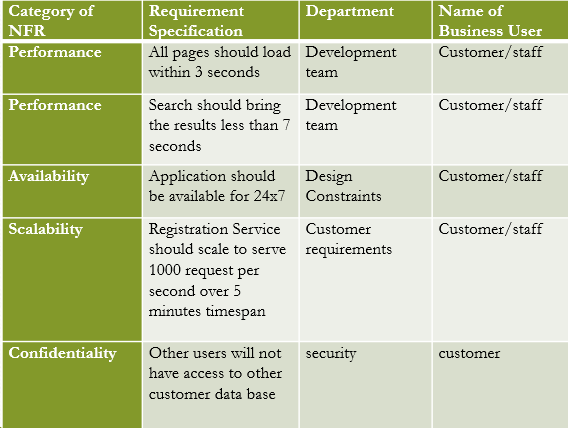 Category of NFR
Requirement Specification
Department
Name of Business User
Performance
All pages should load
within 3 seconds
Development
team
Customer/staff
Performance
Search should bring
the results less than 7
seconds
Development
team
Customer/staff
Availability
Application should
be available for 24x7
Design
Constraints
Customer/staff
Scalability
Registration Service
should scale to serve
1000 request per
second over 5
minutes timespan
Customer
requirements
Customer/staff
Confidentiality
Other users will not
have access to other
customer data base
security
customer